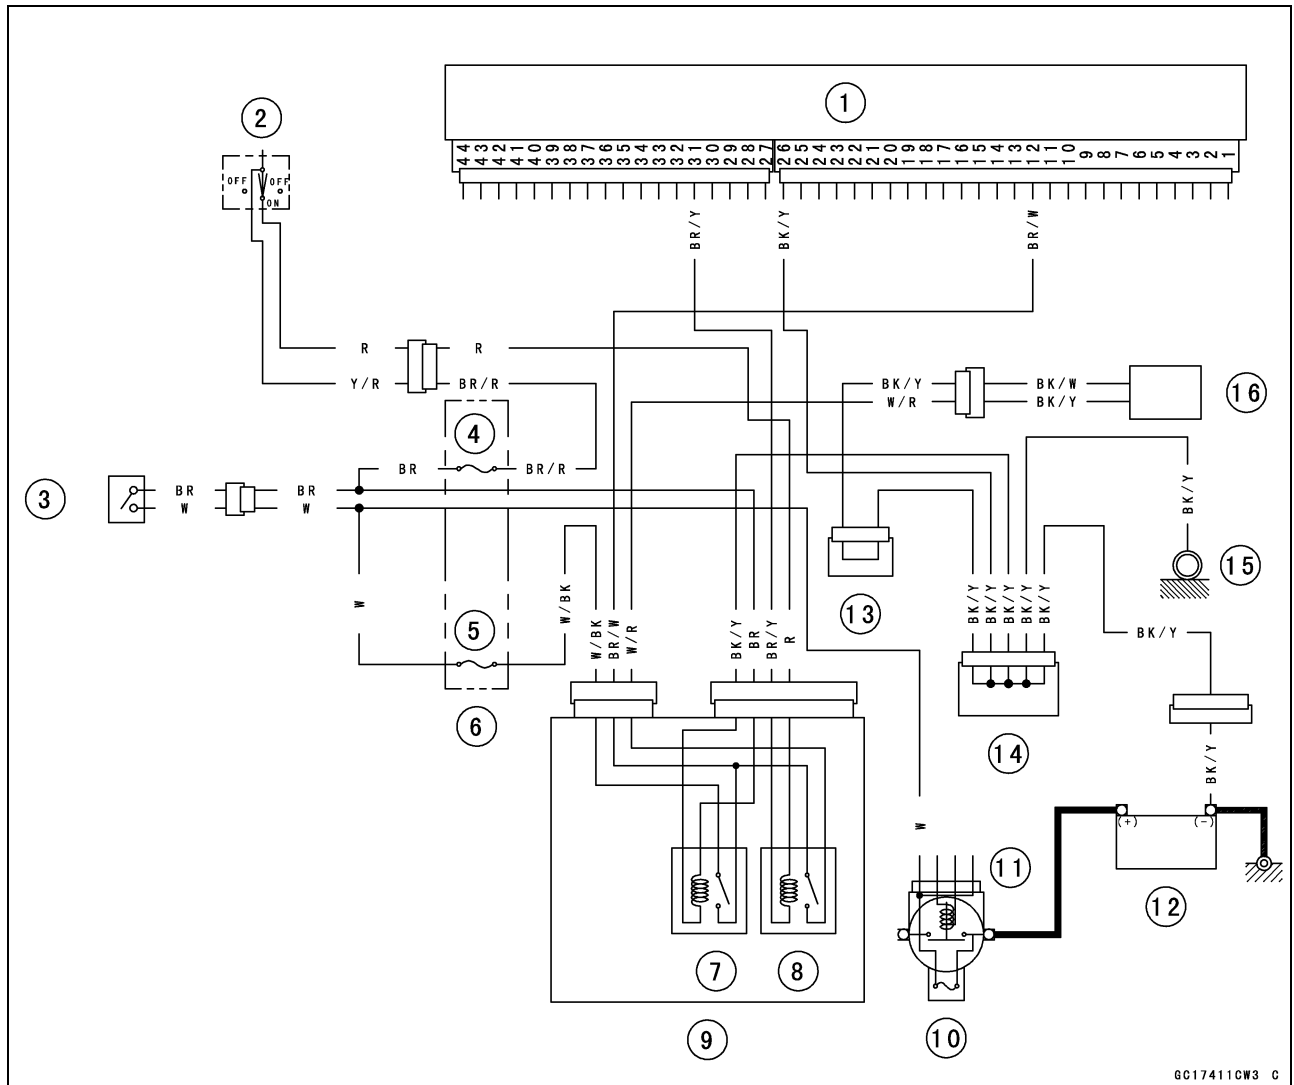 1
2
44 43 42 41 40 39 38 37 36 35 34 33 32 31 30 29 28 27 26 25 24 23 22 21 20 19 18 17 16 15 14 13 12 11 10 9 8 7 6 5 4 3 2 1
OFF OFF
ON
BR/Y BK/Y BR/W
R R
Y/R BR/R BK/Y BK/W
W/R BK/Y
16
4
BR BR/R
3
BR BR
W W
BK/Y
15
W W/BK
5
13
W/BK BR/W W/R BK/Y BR BR/Y R
BK/Y BK/Y BK/Y BK/Y BK/Y
BK/Y
6
14
BK/Y
W
(+) (-)
11
12
7 8
9
10
GC17411CW3 C